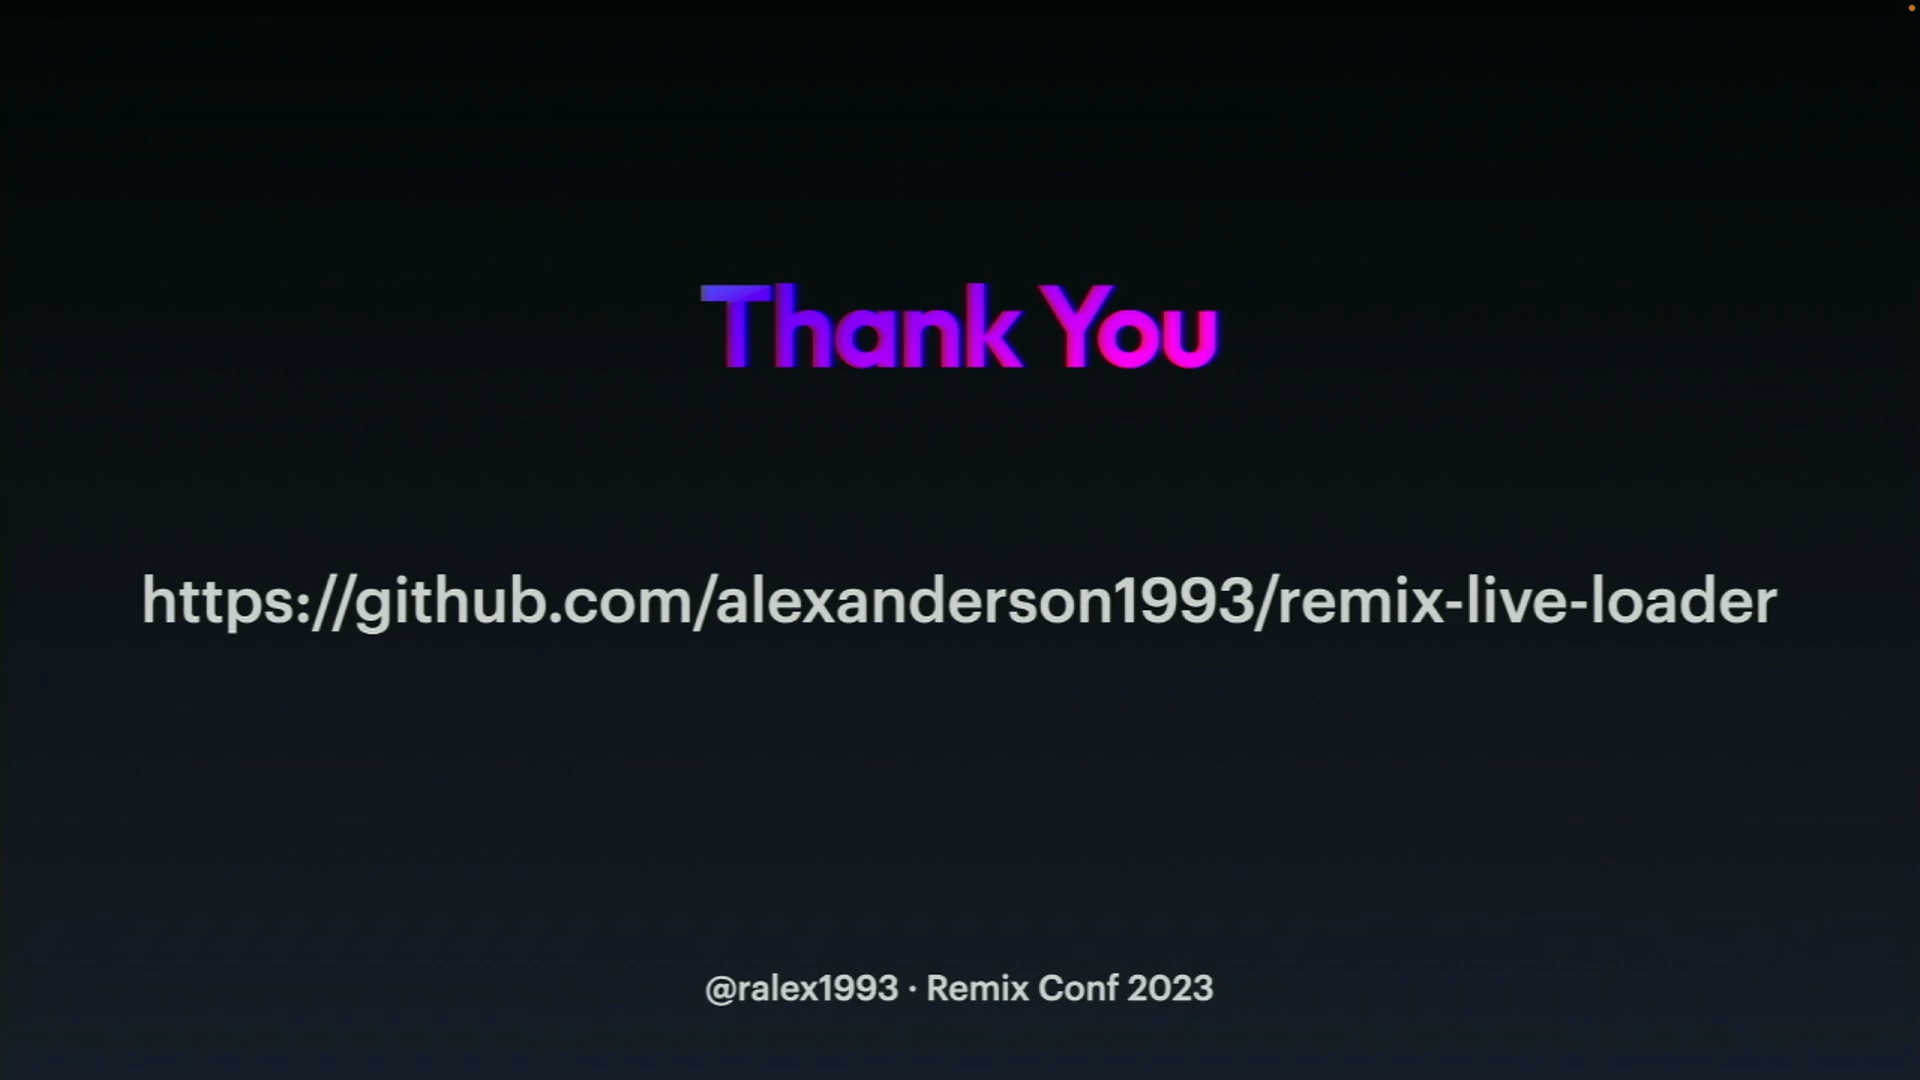 Thank You
https://github.com/alexanderson1993/remix-live-loader
@ralex1993 · Remix Conf 2023